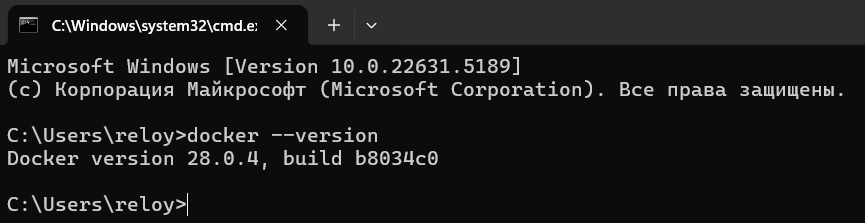 C:\Windows\system32\cmd.e
Microsoft Windows [Version 10.0.22631.5189]
(c) Корпорация Майкрософт (Microsoft Corporation). Все права защищены.
C:\Users\reloy>docker --version
Docker version 28.0.4, build b8034c0
C:\Users\reloy>